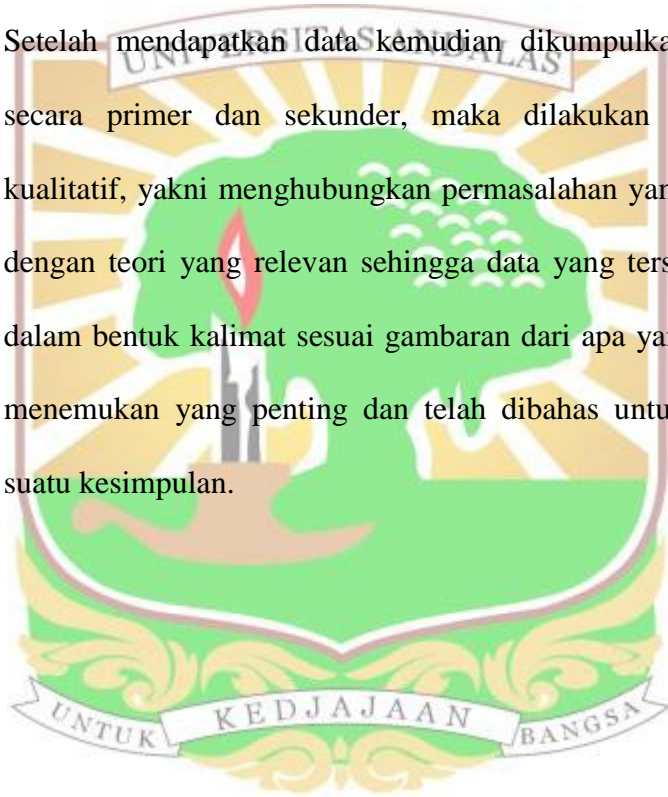 UNIVERSITAS ANDALAS
Setelah mendapatkan data kemudian dikumpulka
secara primer dan sekunder, maka dilakukan
kualitatif, yakni menghubungkan permasalahan yan
dengan teori yang relevan sehingga data yang ters
dalam bentuk kalimat sesuai gambaran dari apa yan
menemukan yang penting dan telah dibahas untu
suatu kesimpulan.
UNTUK KEDJAJAAN BANGSA